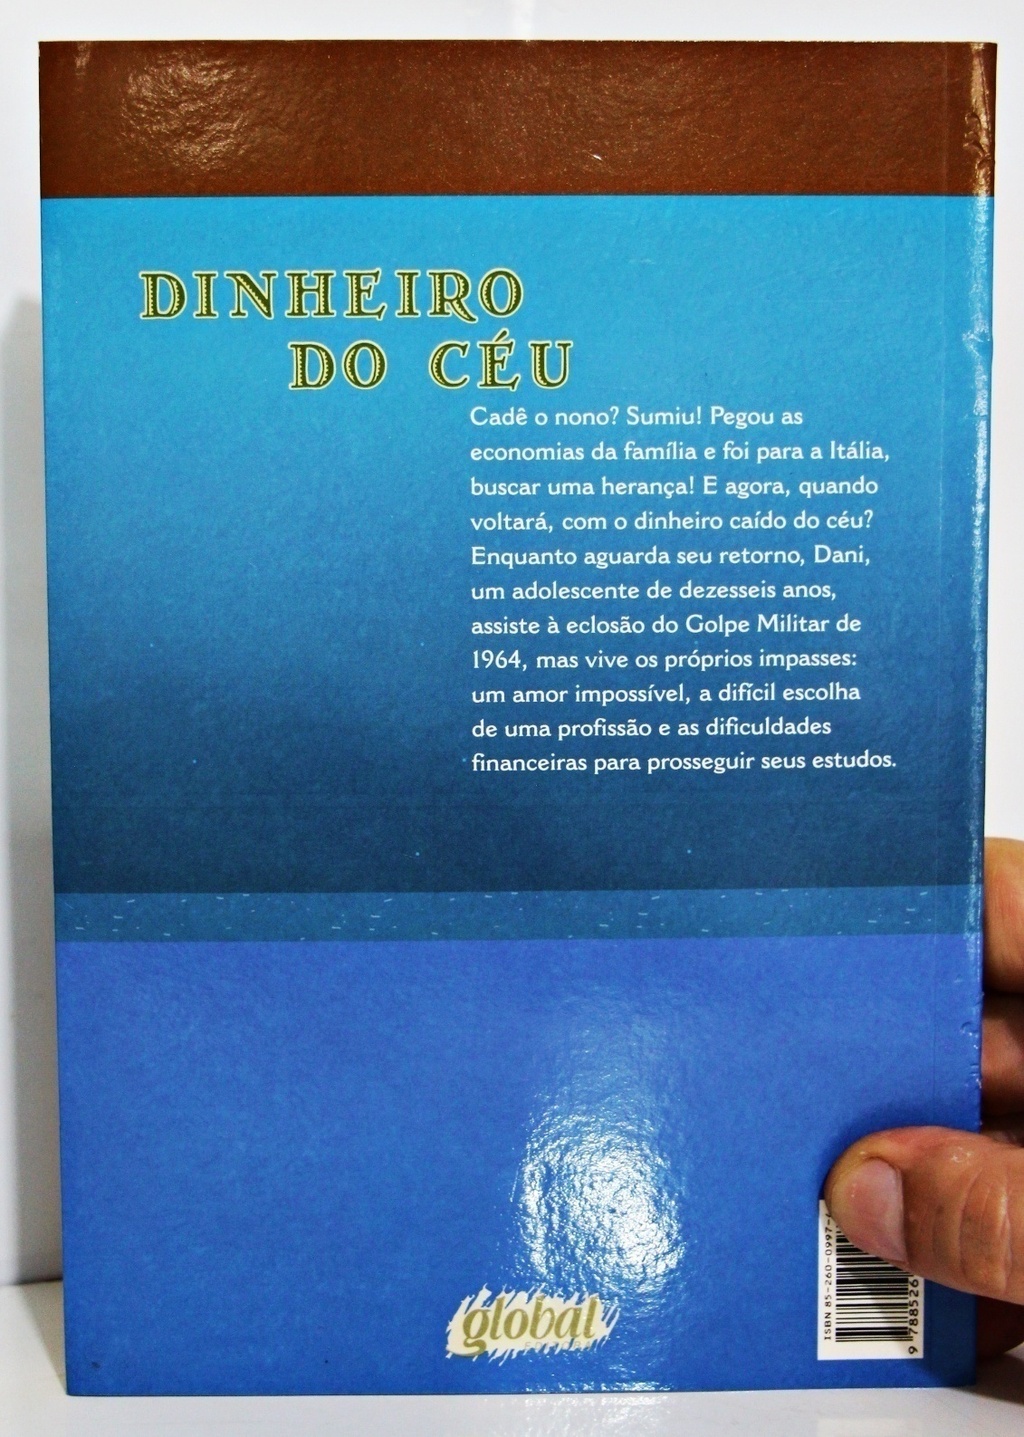 DINHEIRO
DO CÉU
Cadê o nono? Sumiu! Pegou as
economias da família e foi para a Itália,
buscar uma herança! E agora, quando
voltará, com o dinheiro caído do céu?
Enquanto aguarda seu retorno, Dani,
um adolescente de dezesseis anos,
assiste à eclosão do Golpe Militar de
1964, mas vive os próprios impasses:
um amor impossível, a difícil escolha
de uma profissão e as dificuldades
financeiras para prosseguir seus estudos.
global
EDITORA
ISBN 85-260-0997-
9 788526